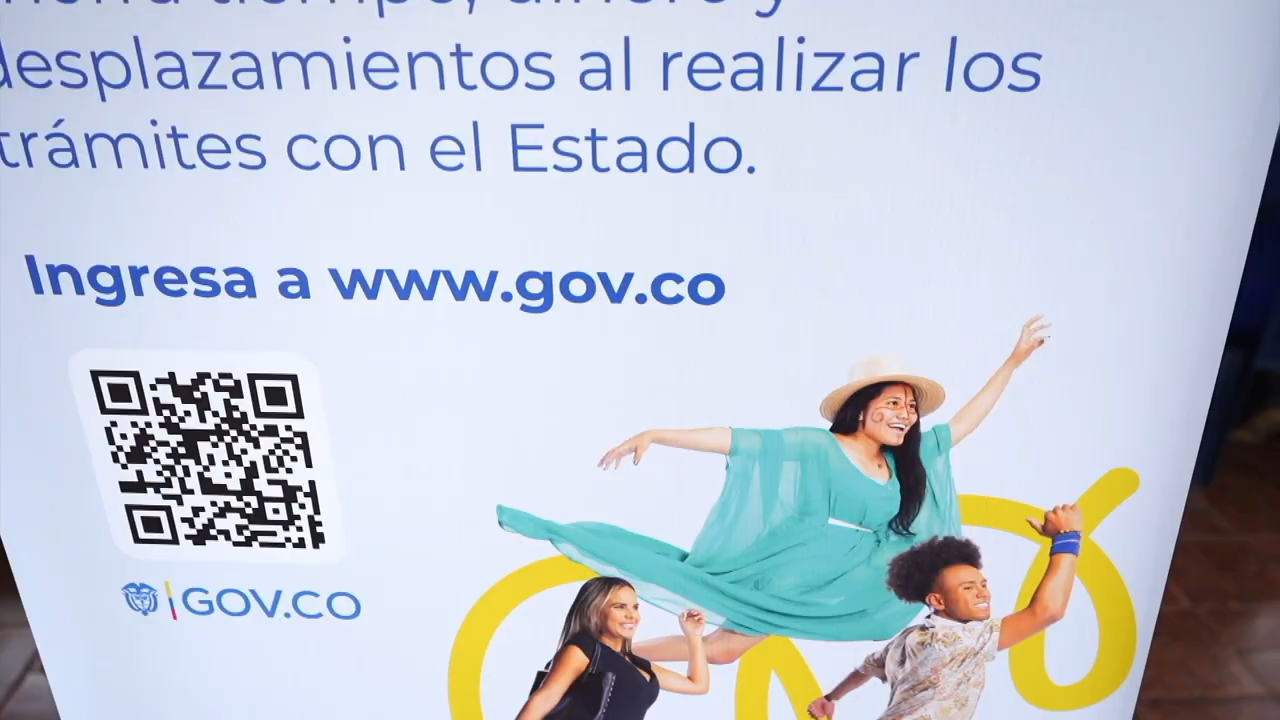 desplazamientos al realizar los
trámites con el Estado.
Ingresa a www.gov.co
GOV.CO